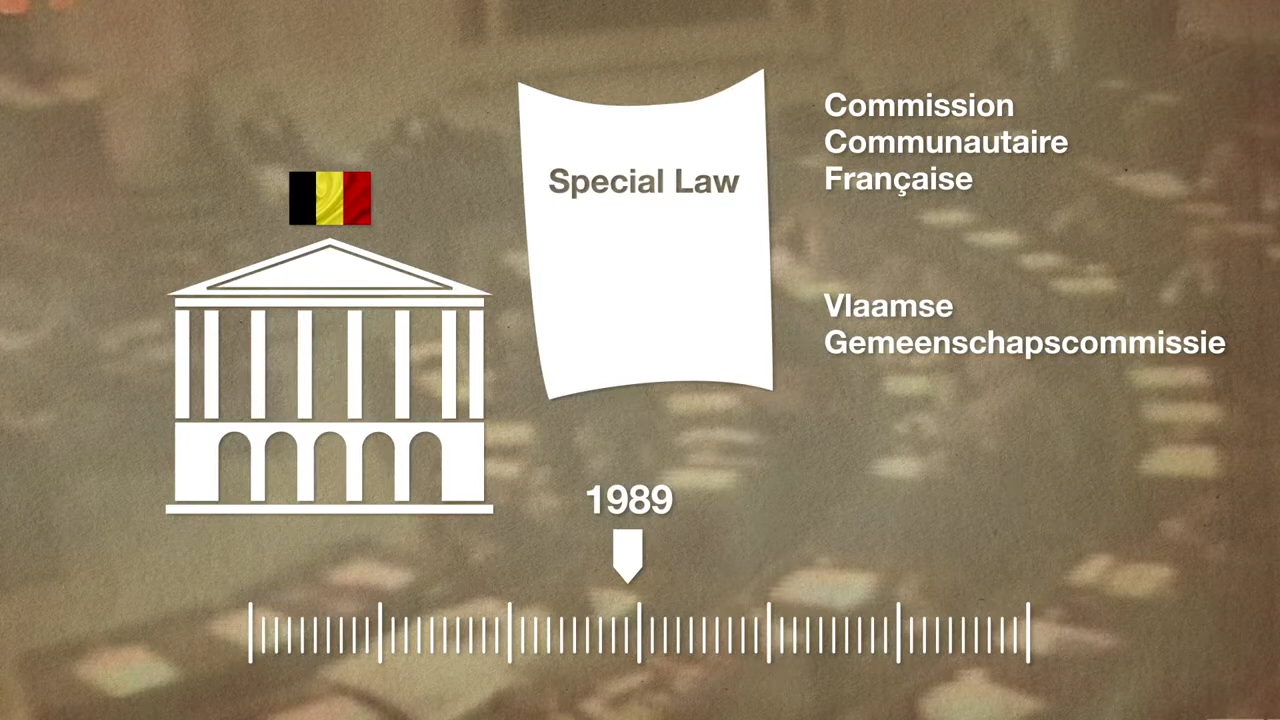 Commission
Communautaire
Française
Special Law
Vlaamse
Gemeenschapscommissie
1989